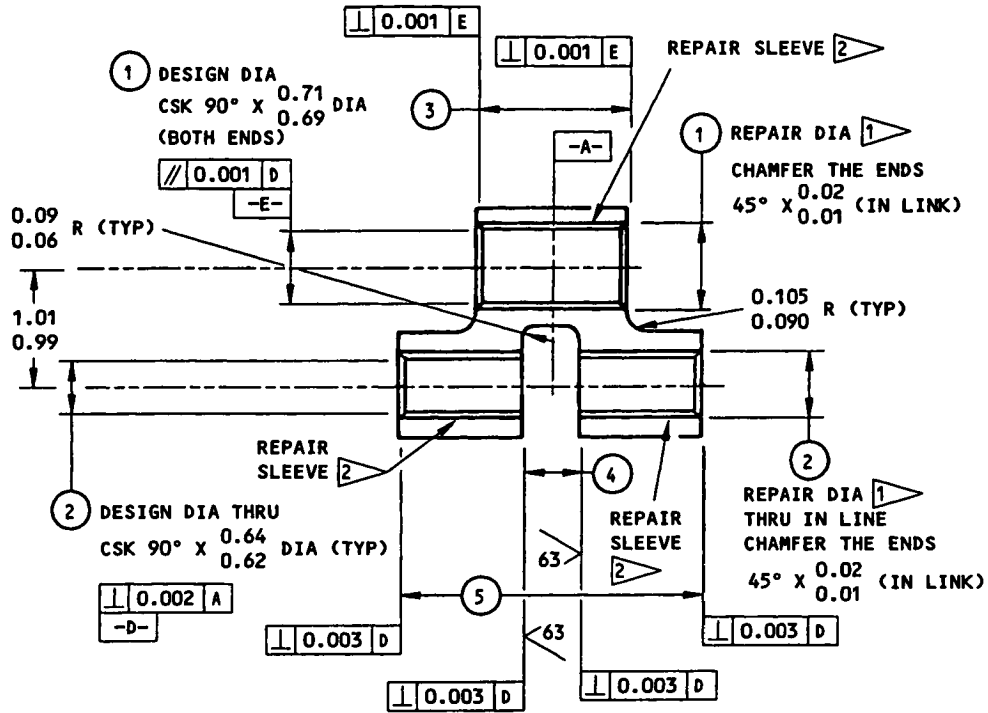 ⊥ 0.001 E
⊥ 0.001 E
REPAIR SLEEVE 2
1 DESIGN DIA
CSK 90° X 0.71 DIA
0.69
(BOTH ENDS)
3
-A-
1 REPAIR DIA 1
CHAMFER THE ENDS
45° X 0.02 (IN LINK)
0.01
// 0.001 D
-E-
0.09
0.06 R (TYP)
0.105
0.090 R (TYP)
1.01
0.99
REPAIR
SLEEVE 2
4
2
2 DESIGN DIA THRU
CSK 90° X 0.64 DIA (TYP)
0.62
REPAIR
SLEEVE
2
REPAIR DIA 1
THRU IN LINE
CHAMFER THE ENDS
45° X 0.02 (IN LINK)
0.01
63
5
⊥ 0.002 A
-D-
63
⊥ 0.003 D
⊥ 0.003 D
⊥ 0.003 D
⊥ 0.003 D